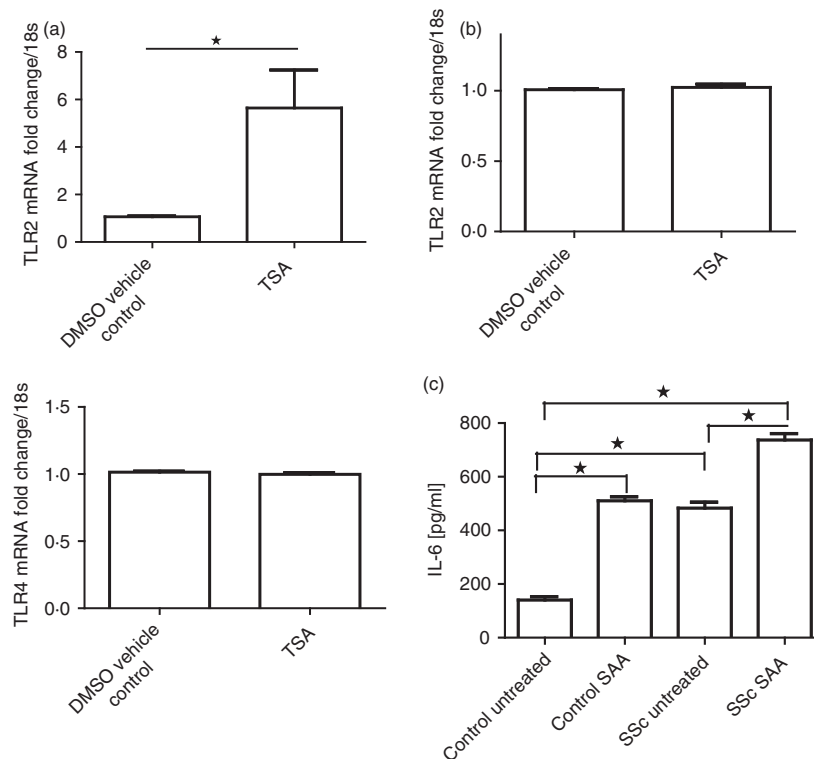 (a)
★
8
6
4
2
0
TLR2 mRNA fold change/18s
DMSO vehicle
control
TSA
(b)
1·0
0·5
0·0
TLR2 mRNA fold change/18s
DMSO vehicle
control
TSA
1·5
1·0
0·5
0·0
TLR4 mRNA fold change/18s
DMSO vehicle
control
TSA
(c)
★
★
★
★
800
600
400
200
0
IL-6 [pg/ml]
Control untreated
Control SAA
SSc untreated
SSc SAA